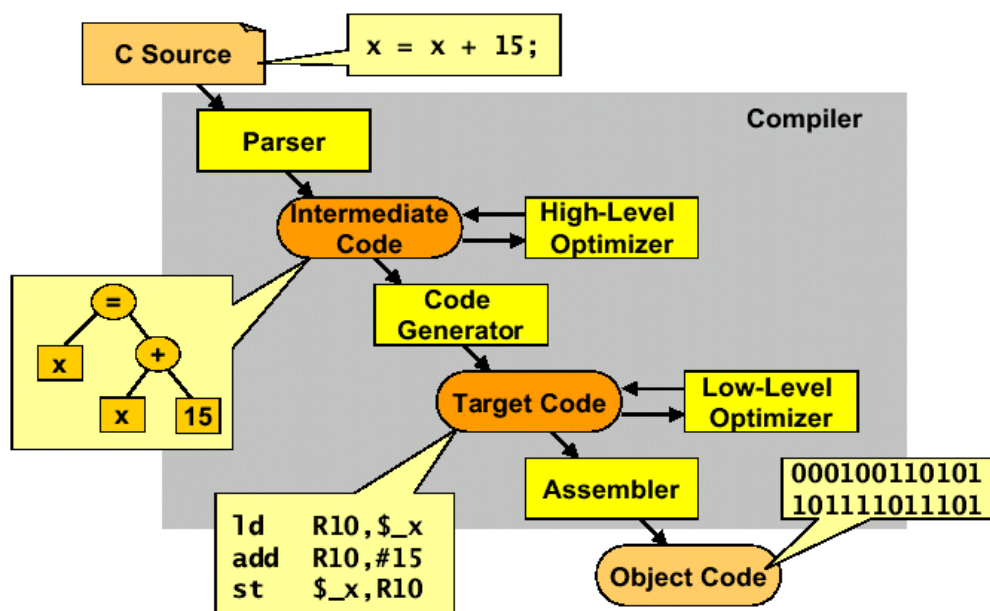 C Source
x = x + 15;
Compiler
Parser
Intermediate
Code
High-Level
Optimizer
=
x
+
x
15
Code
Generator
Target Code
Low-Level
Optimizer
ld R10,$_x
add R10,#15
st $_x,R10
Assembler
000100110101
101111011101
Object Code